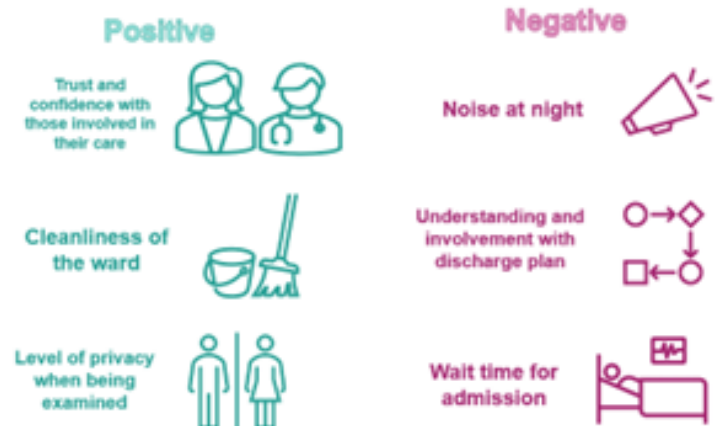 Positive
Trust and
confidence with
those involved in
their care
Cleanliness of
the ward
Level of privacy
when being
examined
Negative
Noise at night
Understanding and
involvement with
discharge plan
Wait time for
admission